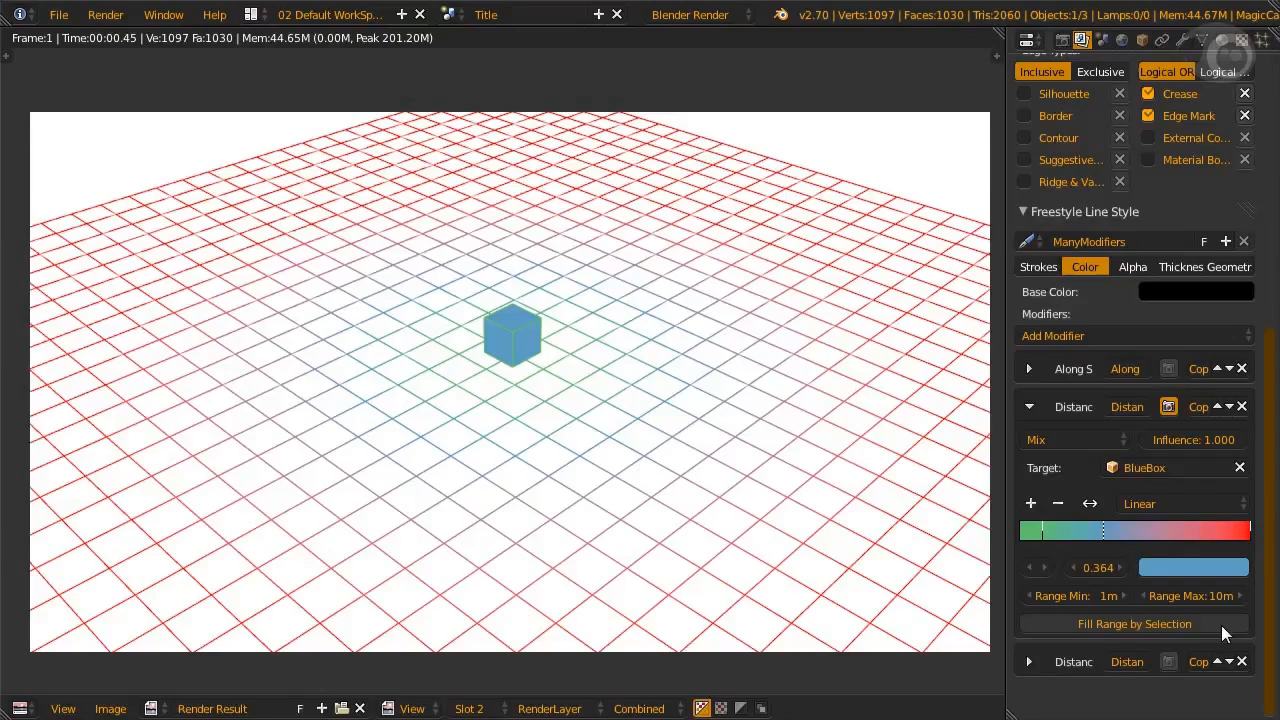 File Render Window Help 02 Default WorkSp... Title Blender Render v2.70 | Verts:1097 | Faces:1030 | Tris:2060 | Objects:1/3 | Lamps:0/0 | Mem:44.67M | MagicCa
Frame:1 | Time:00:00.45 | Ve:1097 Fa:1030 | Mem:44.65M (0.00M, Peak 201.20M)
Inclusive Exclusive Logical OR Logical ...
Silhouette Crease
Border Edge Mark
Contour External Co...
Suggestive... Material Bo...
Ridge & Va...
Freestyle Line Style
ManyModifiers F
Strokes Color Alpha Thicknes Geometr
Base Color:
Modifiers:
Add Modifier
Along S Along Cop
Distanc Distan Cop
Mix Influence: 1.000
Target: BlueBox
Linear
0.364
Range Min: 1m Range Max: 10m
Fill Range by Selection
Distanc Distan Cop
View Image Render Result F View Slot 2 RenderLayer Combined